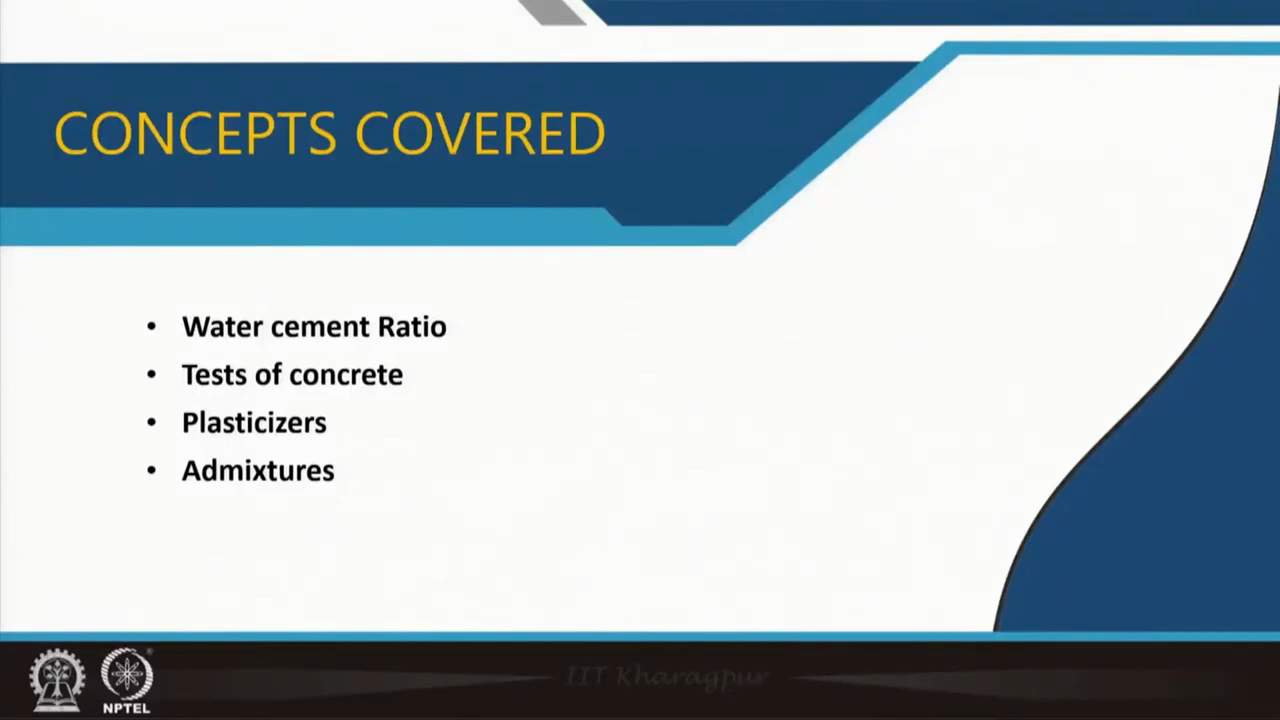 CONCEPTS COVERED
• Water cement Ratio
• Tests of concrete
• Plasticizers
• Admixtures
IIT Kharagpur
NPTEL